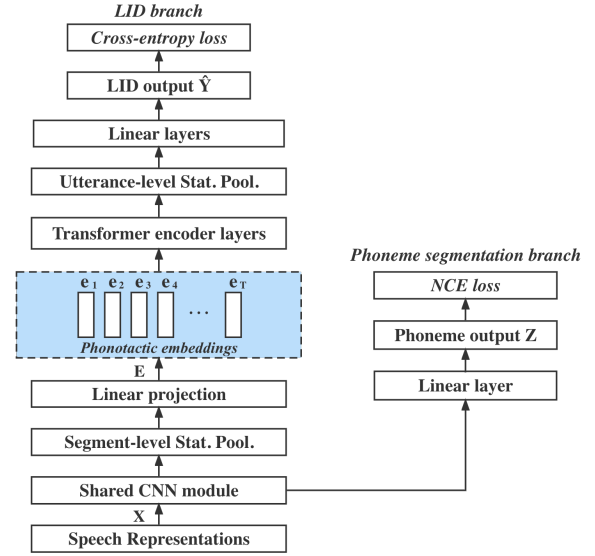 LID branch
Cross-entropy loss
LID output Ŷ
Linear layers
Utterance-level Stat. Pool.
Transformer encoder layers
e1 e2 e3 e4 ... eT
Phonotactic embeddings
E
Linear projection
Segment-level Stat. Pool.
Shared CNN module
X
Speech Representations
Phoneme segmentation branch
NCE loss
Phoneme output Z
Linear layer